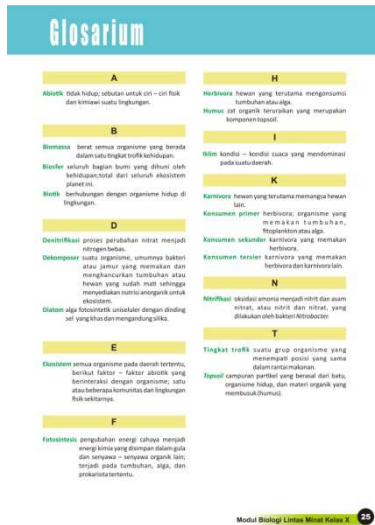 Glosarium
A
Abiotik tidak hidup; sebutan untuk ciri – ciri fisik
dan kimiawi suatu lingkungan.
B
Biomassa berat semua organisme yang berada
dalam satu tingkat trofik kehidupan.
Biosfer seluruh bagian bumi yang dihuni oleh
kehidupan;total dari seluruh ekosistem
planet ini.
Biotik berhubungan dengan organisme hidup di
lingkungan.
D
Denitrifikasi proses perubahan nitrat menjadi
nitrogen bebas.
Dekomposer suatu organisme, umumnya bakteri
atau jamur yang memakan dan
menghancurkan tumbuhan atau
hewan yang sudah mati sehingga
menyediakan nutrisi anorganik untuk
ekosistem.
Diatom alga fotosintatik uniseluler dengan dinding
sel yang khas dan mengandung silika.
E
Ekosistem semua organisme pada daerah tertentu,
berikut faktor – faktor abiotik yang
berinteraksi dengan organisme; satu
atau beberapa komunitas dan lingkungan
fisik sekitarnya.
F
Fotosintesis pengubahan energi cahaya menjadi
energi kimia yang disimpan dalam gula
dan senyawa – senyawa organik lain;
terjadi pada tumbuhan, alga, dan
prokariota tertentu.
H
Herbivora hewan yang terutama mengonsumsi
tumbuhan atau alga.
Humus zat organik teruraikan yang merupakan
komponen topsoil.
I
Iklim kondisi – kondisi cuaca yang mendominasi
pada suatu daerah.
K
Karnivora hewan yang terutama memangsa hewan
lain.
Konsumen primer herbivora; organisme yang
memakan tumbuhan,
fitoplankton atau alga.
Konsumen sekunder karnivora yang memakan
herbivora.
Konsumen tersier karnivora yang memakan
herbivora dan karnivora lain.
N
Nitrifikasi oksidasi amonia menjadi nitrit dan asam
nitrat, atau nitrit dan nitrat, yang
dilakukan oleh bakteri Nitrobacter.
T
Tingkat trofik suatu grup organisme yang
menempati posisi yang sama
dalam rantai makanan.
Topsoil campuran partikel yang berasal dari batu,
organisme hidup, dan materi organik yang
membusuk (humus).
Modul Biologi Lintas Minat Kelas X 25